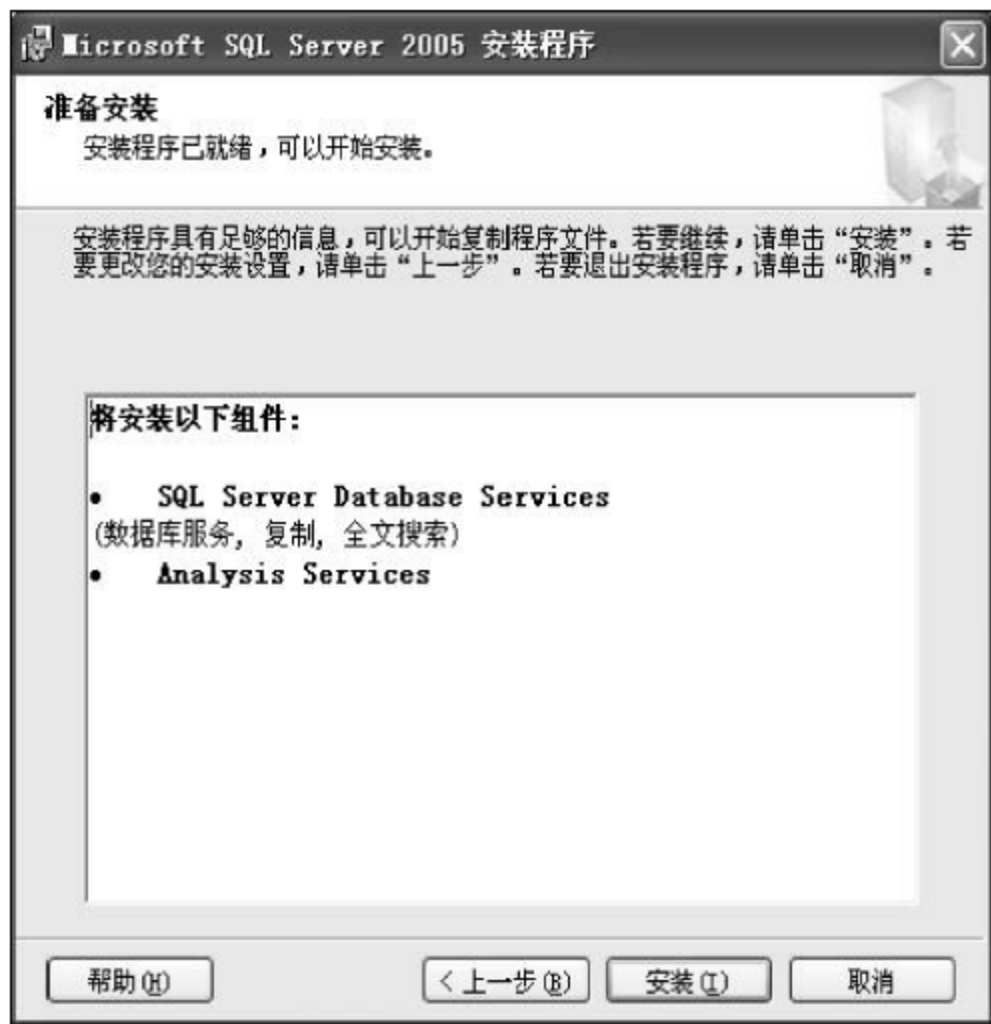 Microsoft SQL Server 2005 安装程序
准备安装
安装程序已就绪，可以开始安装。
安装程序具有足够的信息，可以开始复制程序文件。若要继续，请单击“安装”。若
要更改您的安装设置，请单击“上一步”。若要退出安装程序，请单击“取消”。
将安装以下组件：
• SQL Server Database Services
(数据库服务, 复制, 全文搜索)
• Analysis Services
帮助(H) < 上一步(B) 安装(I) 取消